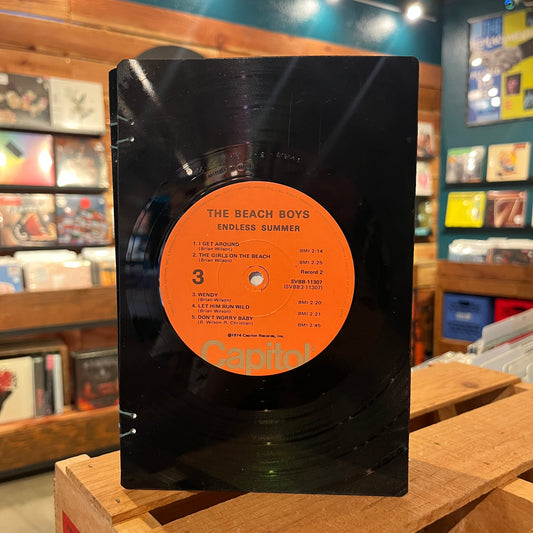 THE BEACH BOYS
ENDLESS SUMMER
1. I GET AROUND
(Brian Wilson)
BMI 2:14
2. THE GIRLS ON THE BEACH
(Brian Wilson)
BMI 2:25
3
Record 2
SVBB-11307
(SVBB3-11307)
3. WENDY
(Brian Wilson)
BMI 2:20
4. LET HIM RUN WILD
(Brian Wilson)
BMI 2:21
5. DON'T WORRY BABY
(B. Wilson-R. Christian)
BMI 2:45
℗1974 Capitol Records, Inc.
Capitol